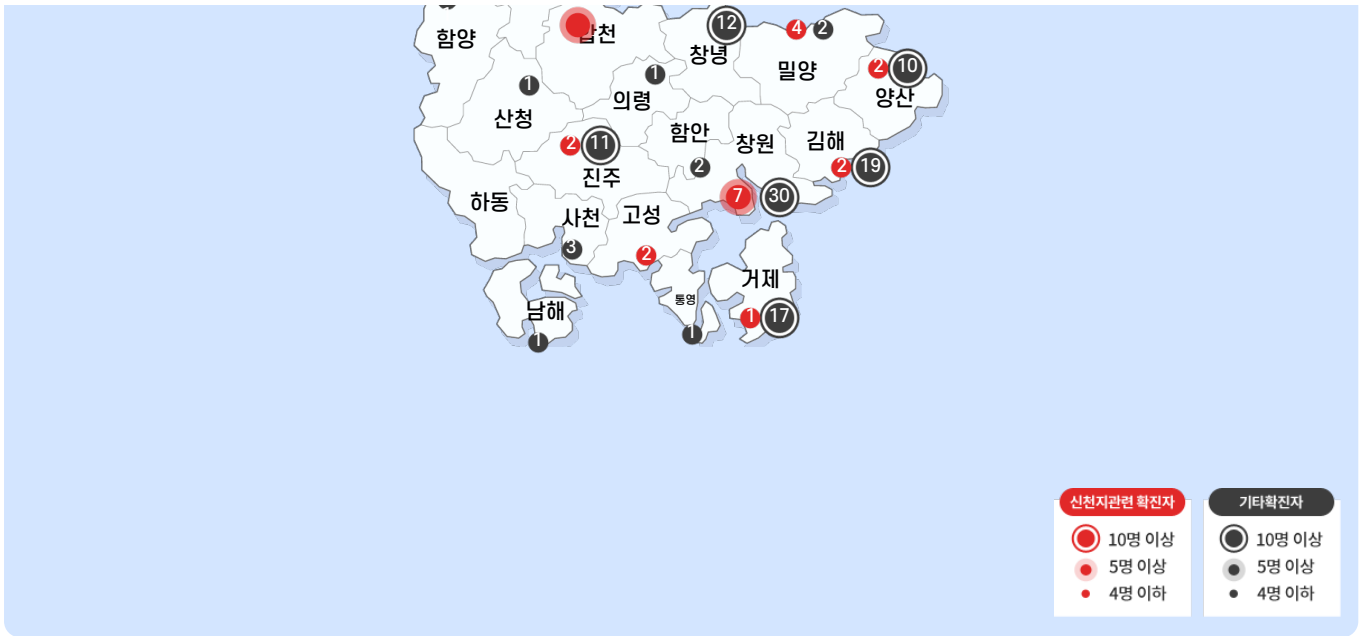 12
4 2
함양
합천
창녕
2 10
밀양
1
1
양산
의령
산청
함안
창원
김해
2 11
2
2 19
진주
7 30
하동
사천
고성
3
2
거제
통영
남해
1 17
1
1
신천지관련 확진자
기타확진자
10명 이상
10명 이상
5명 이상
5명 이상
4명 이하
4명 이하